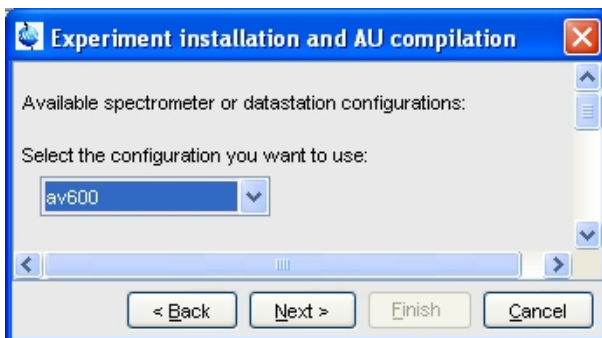 Experiment installation and AU compilation
Available spectrometer or datastation configurations:
Select the configuration you want to use:
av600
< Back Next > Finish Cancel